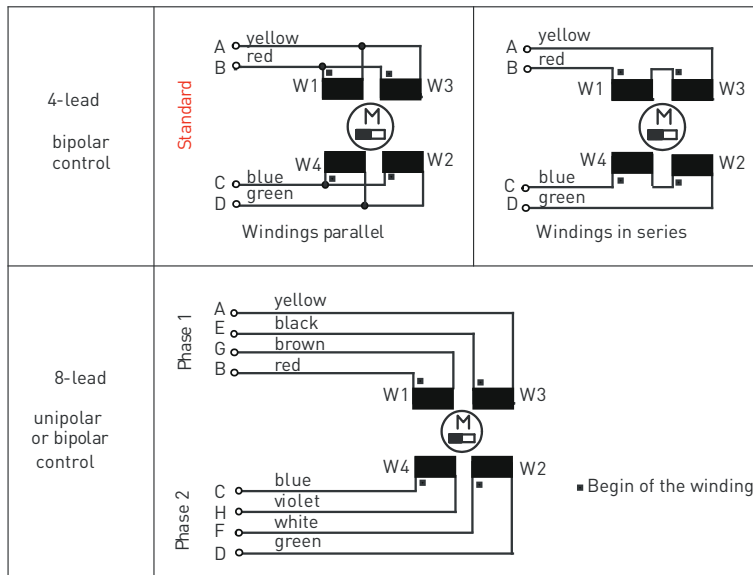 4-lead
bipolar
control
Standard
A yellow
B red
W1 W3
M
W4 W2
C blue
D green
Windings parallel
A yellow
B red
W1 W3
M
W4 W2
C blue
D green
Windings in series
8-lead
unipolar
or bipolar
control
Phase 1
A yellow
E black
G brown
B red
W1 W3
M
W4 W2
Phase 2
C blue
H violet
F white
D green
▪ Begin of the winding